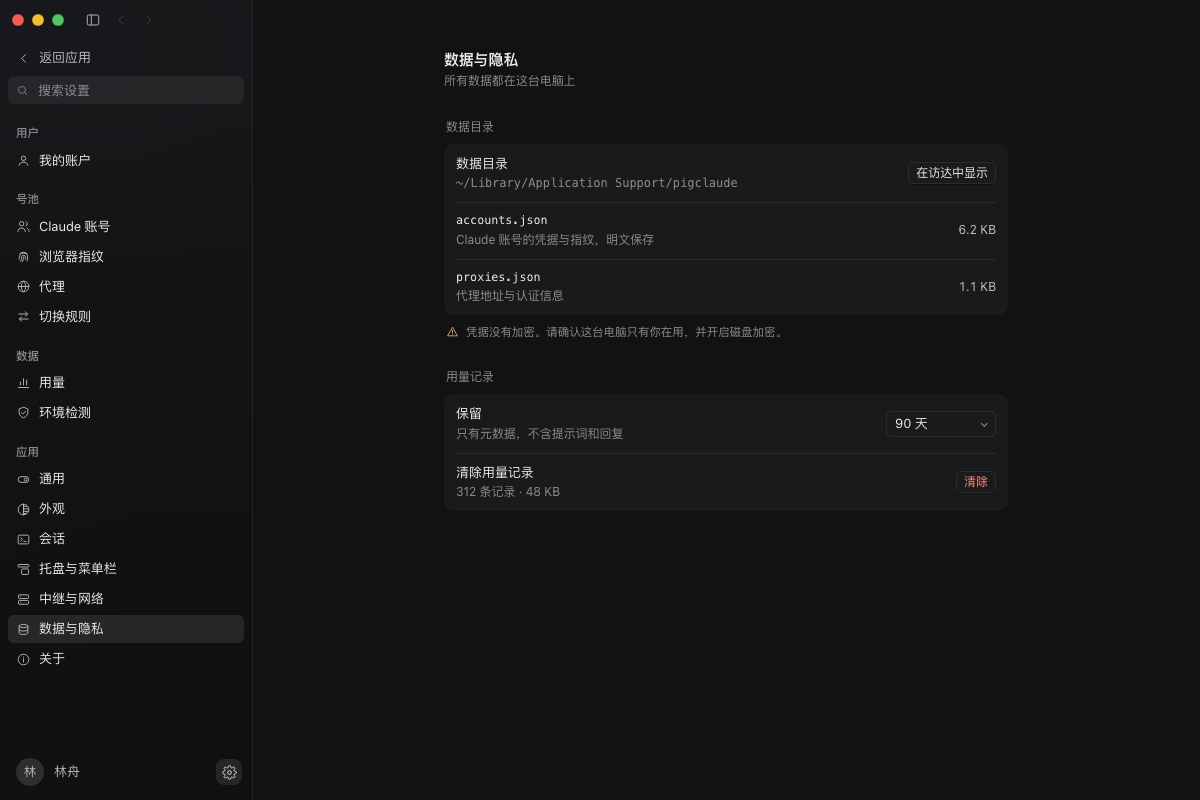 返回应用
搜索设置
用户
我的账户
号池
Claude 账号
浏览器指纹
代理
切换规则
数据
用量
环境检测
应用
通用
外观
会话
托盘与菜单栏
中继与网络
数据与隐私
关于
林 林舟
数据与隐私
所有数据都在这台电脑上
数据目录
数据目录
~/Library/Application Support/pigclaude
在访达中显示
accounts.json
Claude 账号的凭据与指纹，明文保存
6.2 KB
proxies.json
代理地址与认证信息
1.1 KB
凭据没有加密。请确认这台电脑只有你在用，并开启磁盘加密。
用量记录
保留
只有元数据，不含提示词和回复
90 天
清除用量记录
312 条记录 · 48 KB
清除